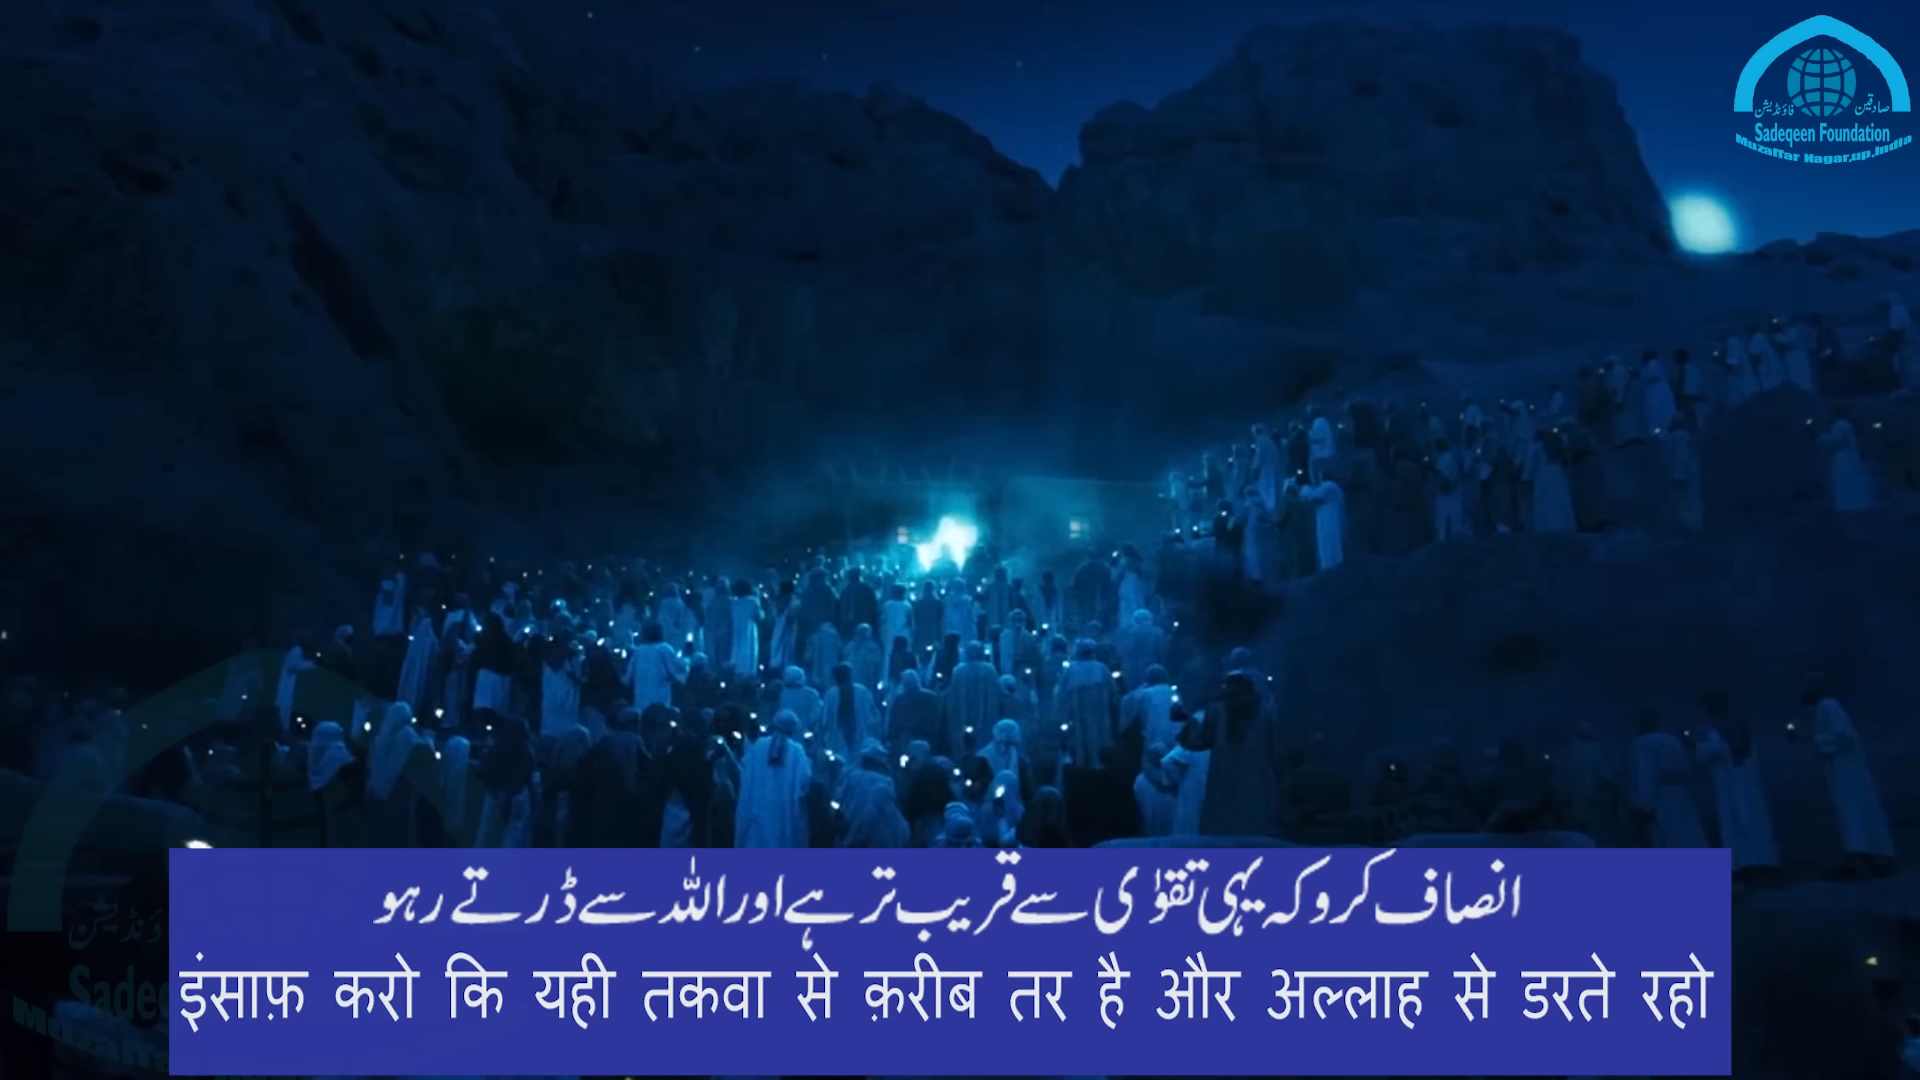 صادقین فاؤنڈیشن
Sadeqeen Foundation
Muzaffar Nagar,up,India
انصاف کرو کہ یہی تقوٰی سے قریب تر ہے اور اللہ سے ڈرتے رہو
इंसाफ़ करो कि यही तकवा से क़रीब तर है और अल्लाह से डरते रहो